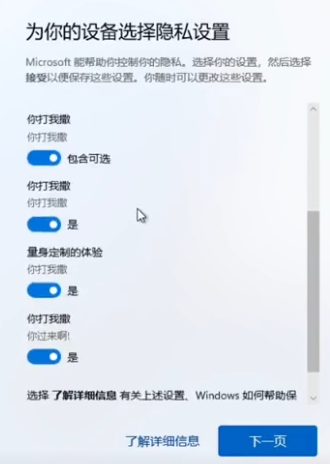 为你的设备选择隐私设置
Microsoft 能帮助你控制你的隐私。选择你的设置，然后选择
接受以便保存这些设置。你随时可以更改这些设置。
你打我撒
你打我撒
包含可选
你打我撒
你打我撒
是
量身定制的体验
你打我撒
是
你打我撒
你过来啊!
是
选择 了解详细信息 有关上述设置、Windows 如何帮助保
了解详细信息
下一页